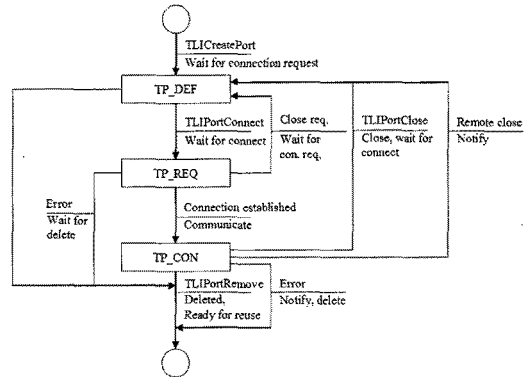 TLICreatePort
Wait for connection request
TP_DEF
TLIPortConnect
Wait for connect
Close req.
Wait for
con. req.
TLIPortClose
Close, wait for
connect
Remote close
Notify
TP_REQ
Error
Wait for
delete
Connection established
Communicate
TP_CON
TLIPortRemove
Deleted,
Ready for reuse
Error
Notify, delete